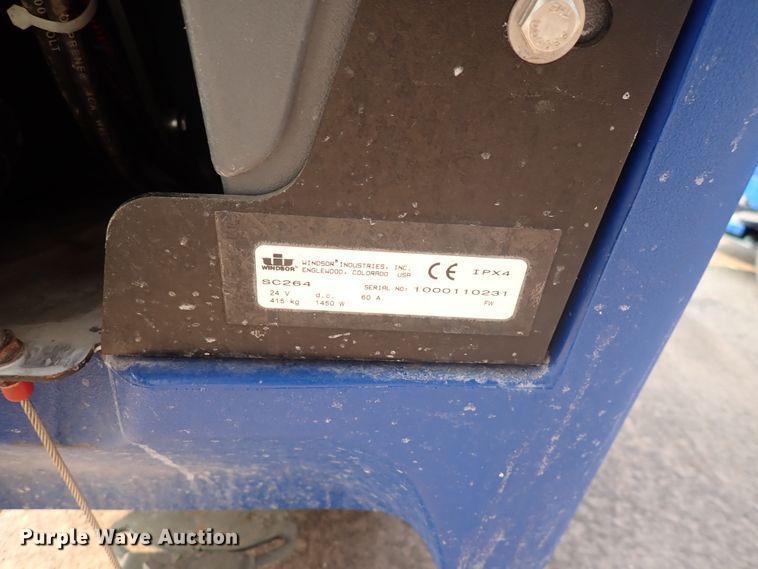 WINDSOR
WINDSOR® INDUSTRIES, INC.
ENGLEWOOD, COLORADO USA
CE IPX4
SC264
SERIAL NO: 1000110231
24 V d.c. 60 A
415 kg 1450 W FW
Purple Wave Auction